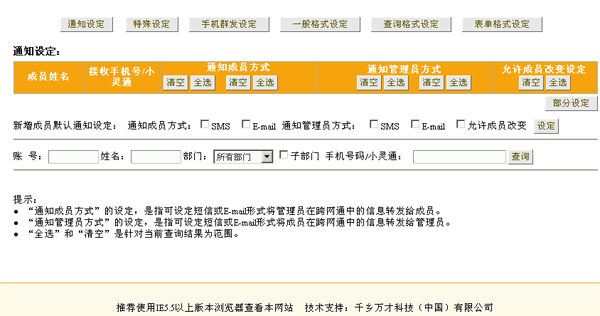 通知设定 特殊设定 手机群发设定 一般格式设定 查询格式设定 表单格式设定
通知设定：
成员姓名 接收手机号/小灵通 通知成员方式 通知管理员方式 允许成员改变设定
清空 全选 清空 全选 清空 全选 清空 全选 清空 全选
部分设定
新增成员默认通知设定： 通知成员方式： SMS E-mail 通知管理员方式： SMS E-mail 允许成员改变 设定
账 号： 姓名： 部门： 所有部门 子部门 手机号码/小灵通： 查询
提示：
● “通知成员方式”的设定，是指可设定短信或E-mail形式将管理员在跨网通中的信息转发给成员。
● “通知管理员方式”的设定，是指可设定短信或E-mail形式将成员在跨网通中的信息转发给管理员。
● “全选”和“清空”是针对当前查询结果为范围。
推荐使用IE5.5以上版本浏览器查看本网站 技术支持：千乡万才科技（中国）有限公司